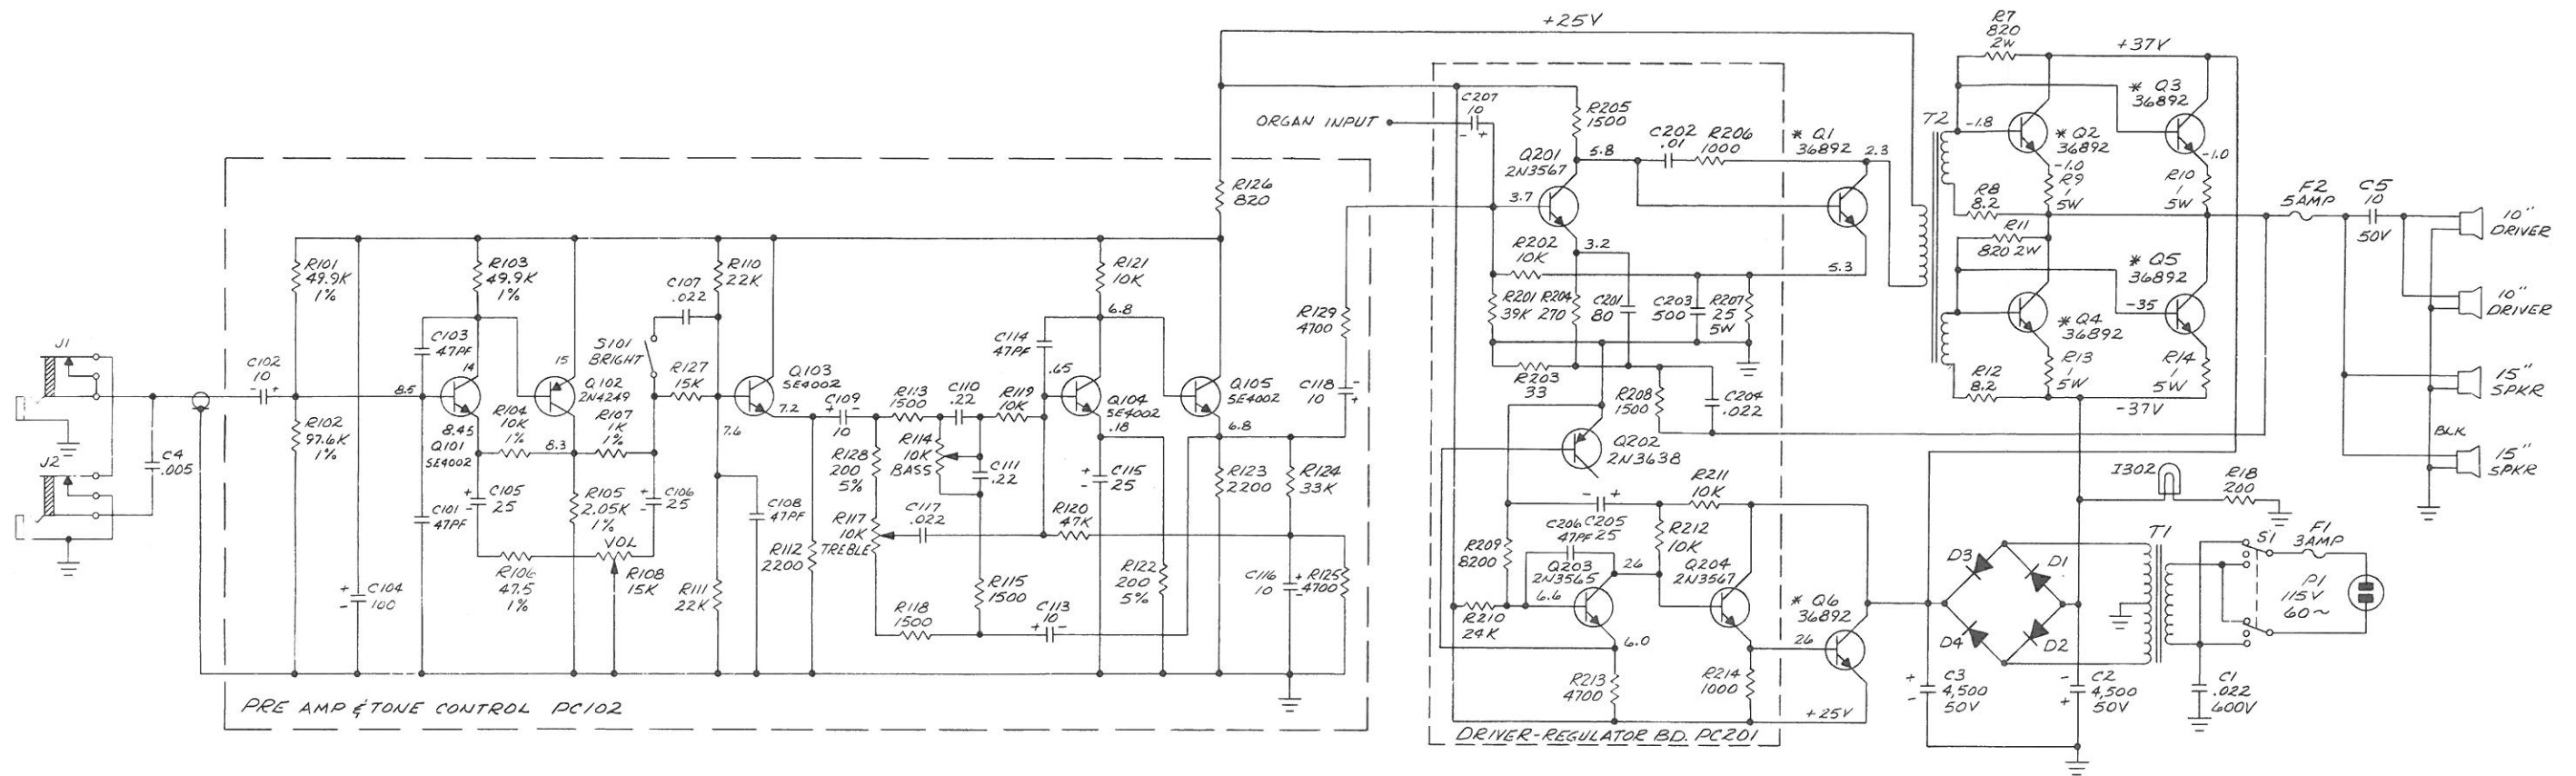 +25V
R7
820
2W
+37V
* Q3
36892
T2
-1.8
* Q2
36892
-1.0
-1.0
R9
1
5W
R10
1
5W
R8
8.2
R11
820 2W
F2
5AMP
C5
10
50V
10"
DRIVER
10"
DRIVER
15"
SPKR
15"
SPKR
BLK
* Q5
36892
-35
* Q4
36892
R13
1
5W
R14
1
5W
R12
8.2
-37V
ORGAN INPUT
C207
10
- +
R205
1500
C202
.01
R206
1000
* Q1
36892
2.3
5.8
Q201
2N3567
3.7
3.2
5.3
R202
10K
R201
39K
R204
270
C201
80
C203
500
R207
25
5W
R203
33
R208
1500
C204
.022
Q202
2N3638
R211
10K
- +
C206
47PF
C205
25
R212
10K
R209
8200
Q203
2N3565
26
Q204
2N3567
6.6
R210
24K
6.0
R213
4700
R214
1000
* Q6
36892
26
+25V
DRIVER-REGULATOR BD. PC201
I302
R18
200
D3
D1
D4
D2
T1
S1
F1
3AMP
P1
115V
60~
+
-
C3
4,500
50V
-
+
C2
4,500
50V
C1
.022
600V
R126
820
R101
49.9K
1%
R103
49.9K
1%
C107
.022
R110
22K
R121
10K
R129
4700
J1
J2
C4
.005
C102
10
- +
R102
97.6K
1%
C103
47PF
14
8.5
8.45
Q101
SE4002
R104
10K
1%
15
Q102
2N4249
8.3
R107
1K
1%
S101
BRIGHT
R127
15K
Q103
SE4002
7.2
7.6
C109
+ -
10
R113
1500
C110
.22
R119
10K
C114
47PF
.65
6.8
Q104
SE4002
.18
Q105
SE4002
6.8
C118
10
-
+
R128
200
5%
R114
10K
BASS
C111
.22
C101
47PF
+
-
C105
25
R105
2.05K
1%
+
-
C106
25
C108
47PF
R117
10K
TREBLE
C117
.022
R120
47K
+
-
C115
25
R123
2200
R124
33K
VOL
R106
47.5
1%
R108
15K
R112
2200
R111
22K
+
-
C104
100
R118
1500
R115
1500
C113
10
+ -
R122
200
5%
C116
10
+
-
R125
4700
PRE AMP & TONE CONTROL PC102